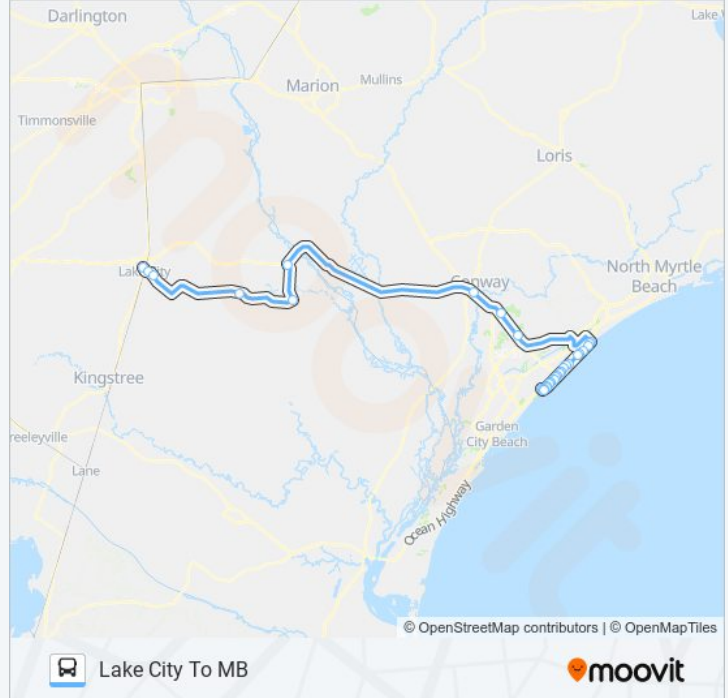 Darlington
Lake
Marion
Mullins
Timmonsville
Loris
Lake City
Conway
North Myrtle
Beach
Kingstree
Garden
City Beach
reeleyville
Lane
Ocean Highway
© OpenStreetMap contributors | © OpenMapTiles
Lake City To MB
moovit